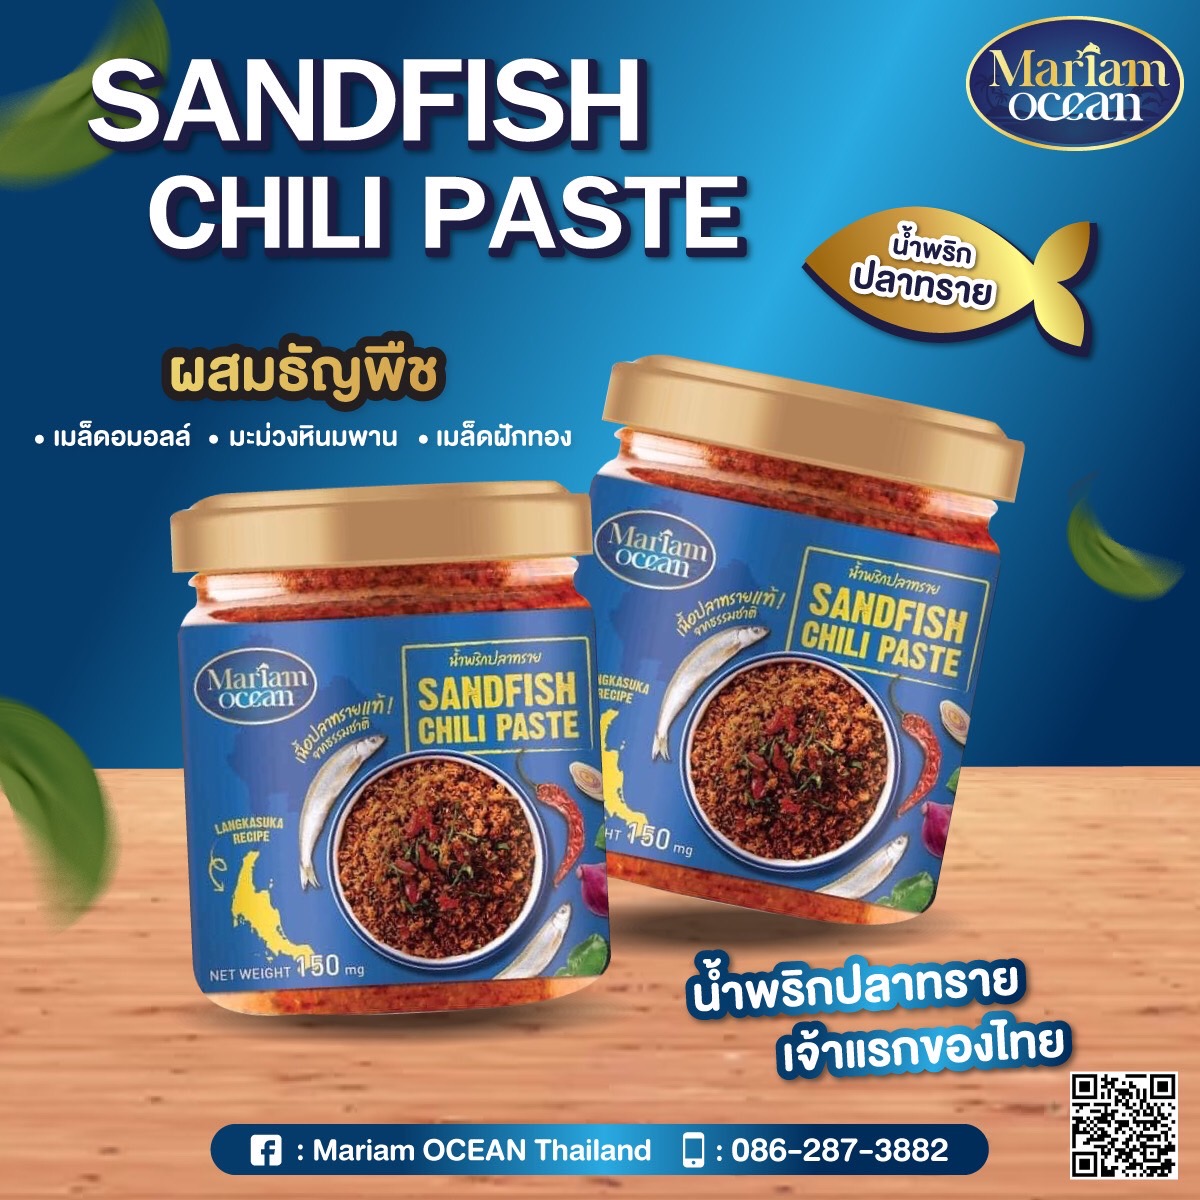 SANDFISH
CHILI PASTE
Mariam
ocean
น้ำพริก
ปลาทราย
ผสมธัญพืช
• เมล็ดอมอลล์ • มะม่วงหินมพาน • เมล็ดฝักทอง
Mariam
ocean
น้ำพริกปลาทราย
SANDFISH
CHILI PASTE
เนื้อปลาทรายแท้!
จากธรรมชาติ
LANGKASUKA
RECIPE
NET WEIGHT 150 mg
Mariam
ocean
น้ำพริกปลาทราย
SANDFISH
CHILI PASTE
เนื้อปลาทรายแท้!
จากธรรมชาติ
NGKASUKA
RECIPE
HT 150 mg
น้ำพริกปลาทราย
เจ้าแรกของไทย
: Mariam OCEAN Thailand : 086-287-3882